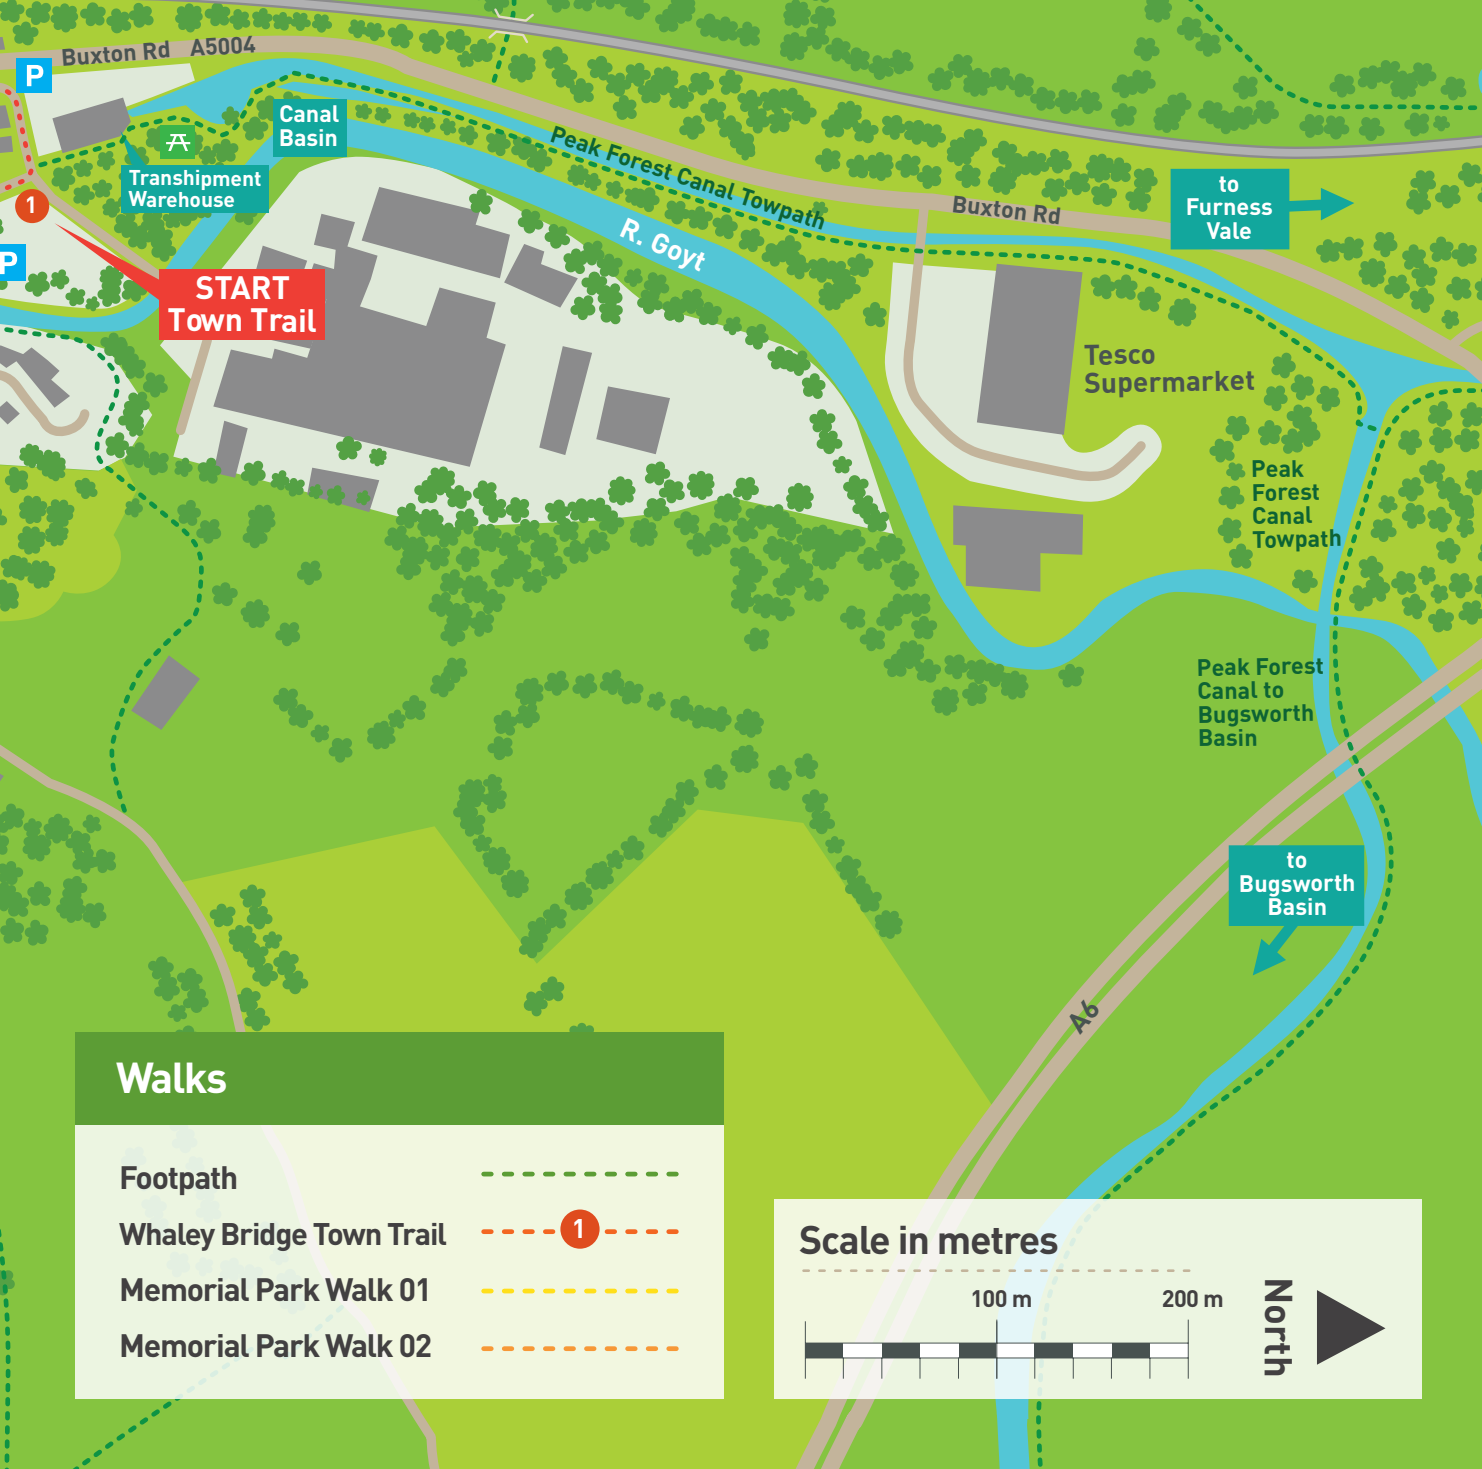 Buxton Rd A5004
P
Canal
Basin
Peak Forest Canal Towpath
Transhipment
Warehouse
1
to
Furness
Vale
Buxton Rd
R. Goyt
P
START
Town Trail
Tesco
Supermarket
Peak
Forest
Canal
Towpath
Peak Forest
Canal to
Bugsworth
Basin
to
Bugsworth
Basin
A6
Walks
Footpath
Whaley Bridge Town Trail
1
Memorial Park Walk 01
Memorial Park Walk 02
Scale in metres
100 m
200 m
North